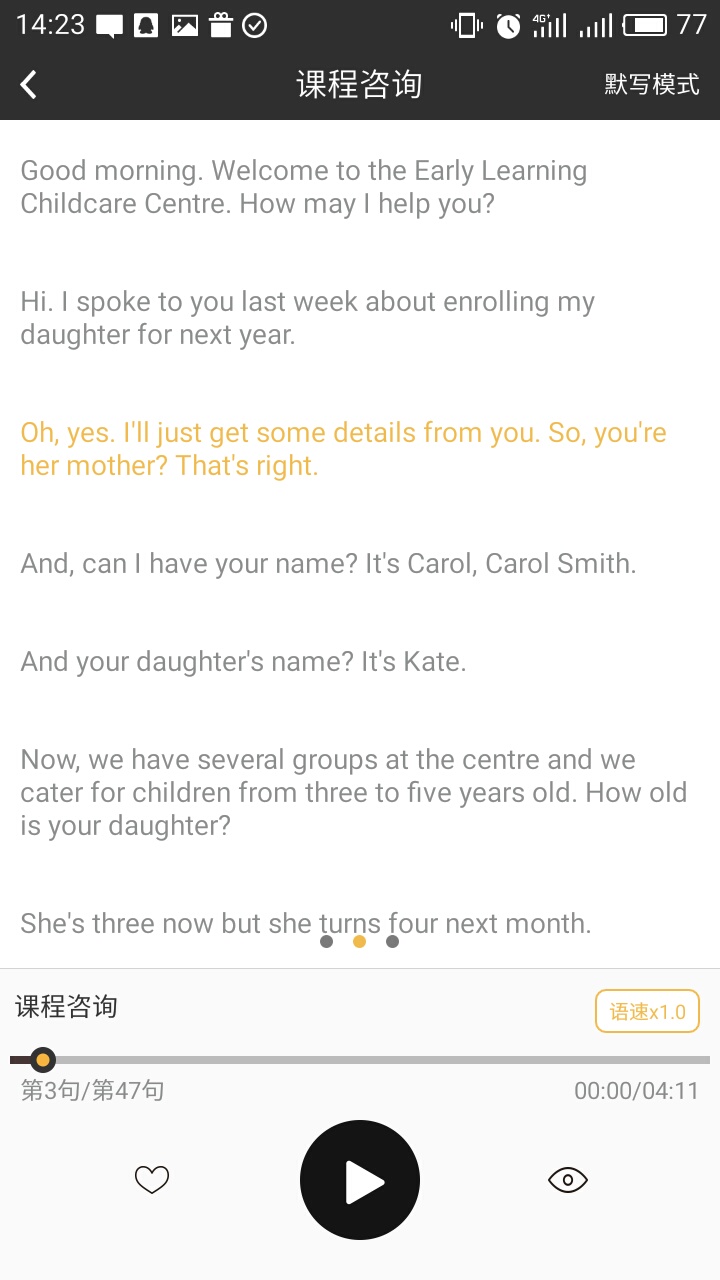 14:23 4G+ 77
课程咨询 默写模式
Good morning. Welcome to the Early Learning
Childcare Centre. How may I help you?
Hi. I spoke to you last week about enrolling my
daughter for next year.
Oh, yes. I'll just get some details from you. So, you're
her mother? That's right.
And, can I have your name? It's Carol, Carol Smith.
And your daughter's name? It's Kate.
Now, we have several groups at the centre and we
cater for children from three to five years old. How old
is your daughter?
She's three now but she turns four next month.
课程咨询
语速x1.0
第3句/第47句 00:00/04:11